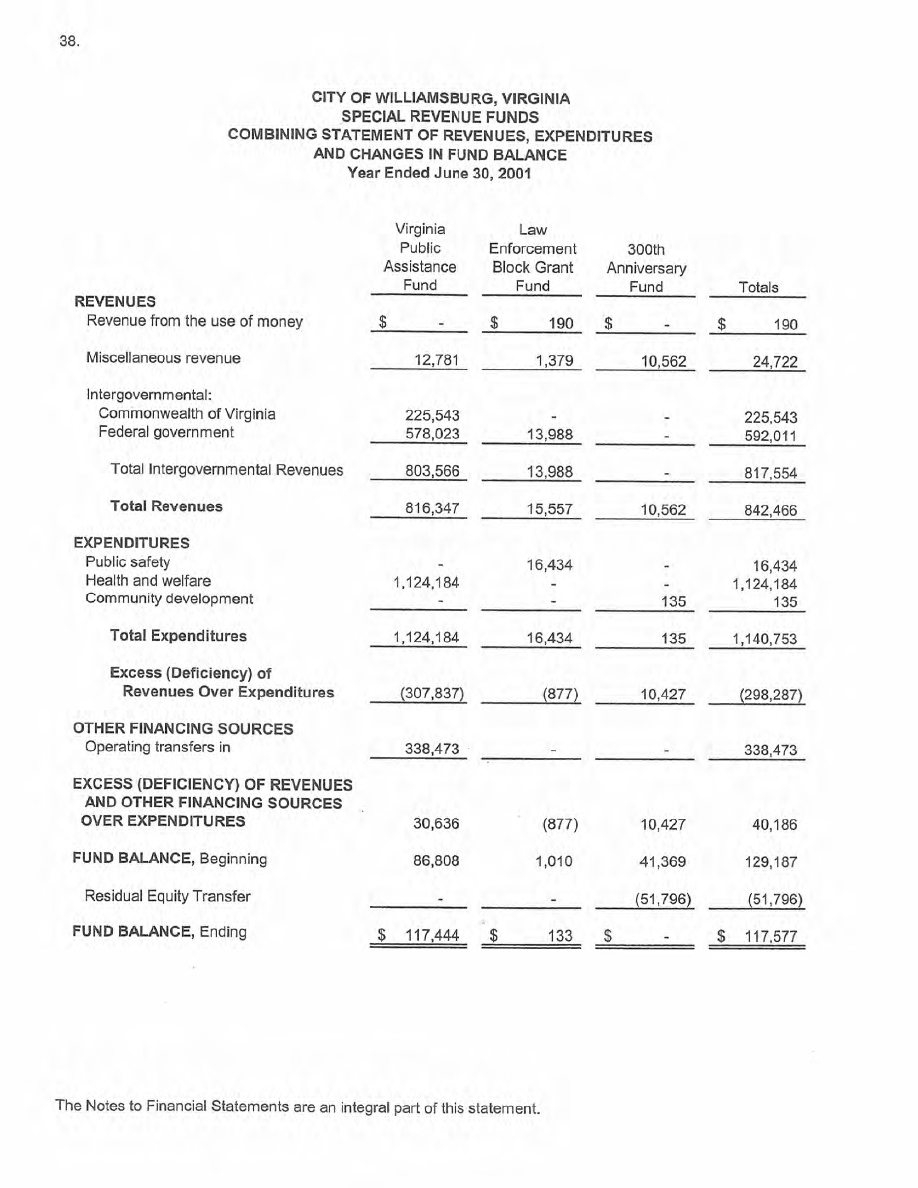 38.
CITY OF WILLIAMSBURG, VIRGINIA
SPECIAL REVENUE FUNDS
COMBINING STATEMENT OF REVENUES, EXPENDITURES
AND CHANGES IN FUND BALANCE
Year Ended June 30, 2001
Virginia Law
Public Enforcement 300th
Assistance Block Grant Anniversary
Fund Fund Fund Totals
REVENUES
Revenue from the use of money $ - $ 190 $ - $ 190
Miscellaneous revenue 12,781 1,379 10,562 24,722
Intergovernmental:
Commonwealth of Virginia 225,543 - - 225,543
Federal government 578,023 13,988 - 592,011
Total Intergovernmental Revenues 803,566 13,988 - 817,554
Total Revenues 816,347 15,557 10,562 842,466
EXPENDITURES
Public safety - 16,434 - 16,434
Health and welfare 1,124,184 - - 1,124,184
Community development - - 135 135
Total Expenditures 1,124,184 16,434 135 1,140,753
Excess (Deficiency) of
Revenues Over Expenditures (307,837) (877) 10,427 (298,287)
OTHER FINANCING SOURCES
Operating transfers in 338,473 - - 338,473
EXCESS (DEFICIENCY) OF REVENUES
AND OTHER FINANCING SOURCES
OVER EXPENDITURES 30,636 (877) 10,427 40,186
FUND BALANCE, Beginning 86,808 1,010 41,369 129,187
Residual Equity Transfer - - (51,796) (51,796)
FUND BALANCE, Ending $ 117,444 $ 133 $ - $ 117,577
The Notes to Financial Statements are an integral part of this statement.